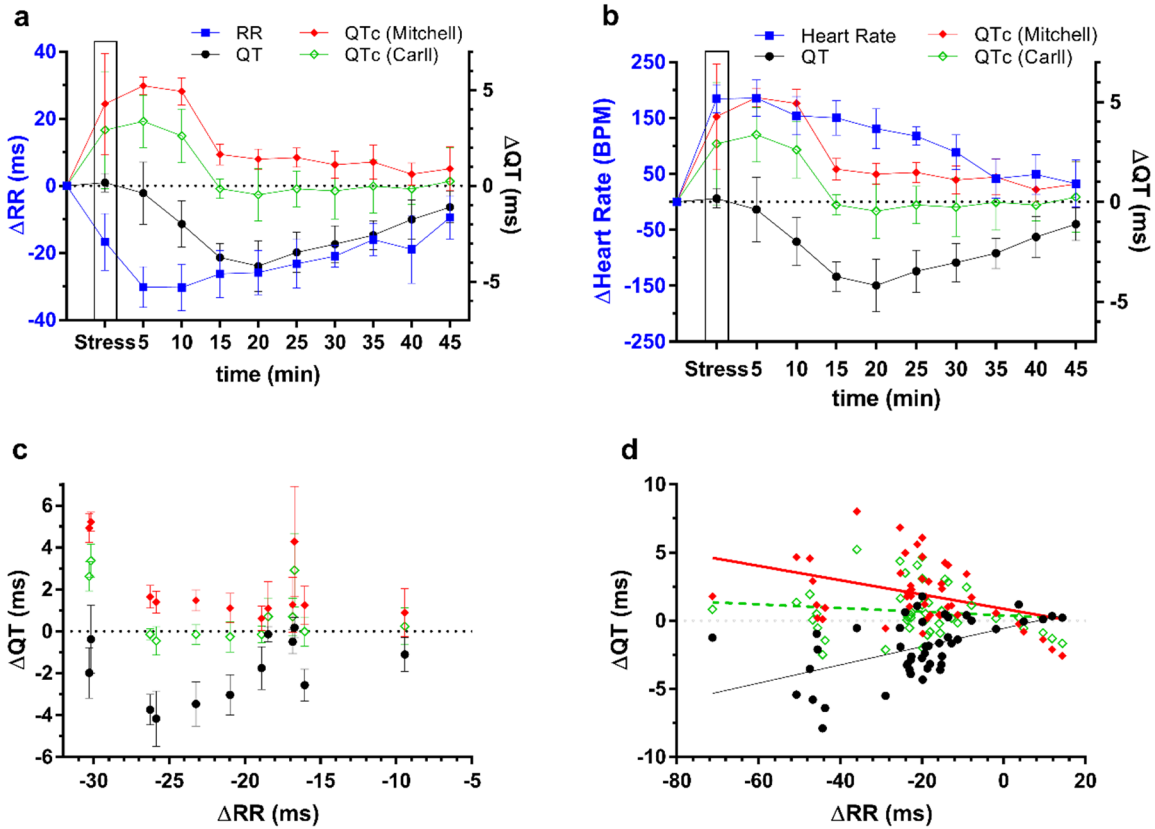 a
RR
QT
QTc (Mitchell)
QTc (Carll)
40
30
20
10
0
-10
-20
-30
-40
ΔRR (ms)
5
0
-5
ΔQT (ms)
Stress 5 10 15 20 25 30 35 40 45
time (min)
b
Heart Rate
QT
QTc (Mitchell)
QTc (Carll)
250
150
50
-50
-150
-250
ΔHeart Rate (BPM)
5
0
-5
ΔQT (ms)
Stress 5 10 15 20 25 30 35 40 45
time (min)
c
6
4
2
0
-2
-4
-6
ΔQT (ms)
-30 -25 -20 -15 -10 -5
ΔRR (ms)
d
10
5
0
-5
-10
ΔQT (ms)
-80 -60 -40 -20 0 20
ΔRR (ms)